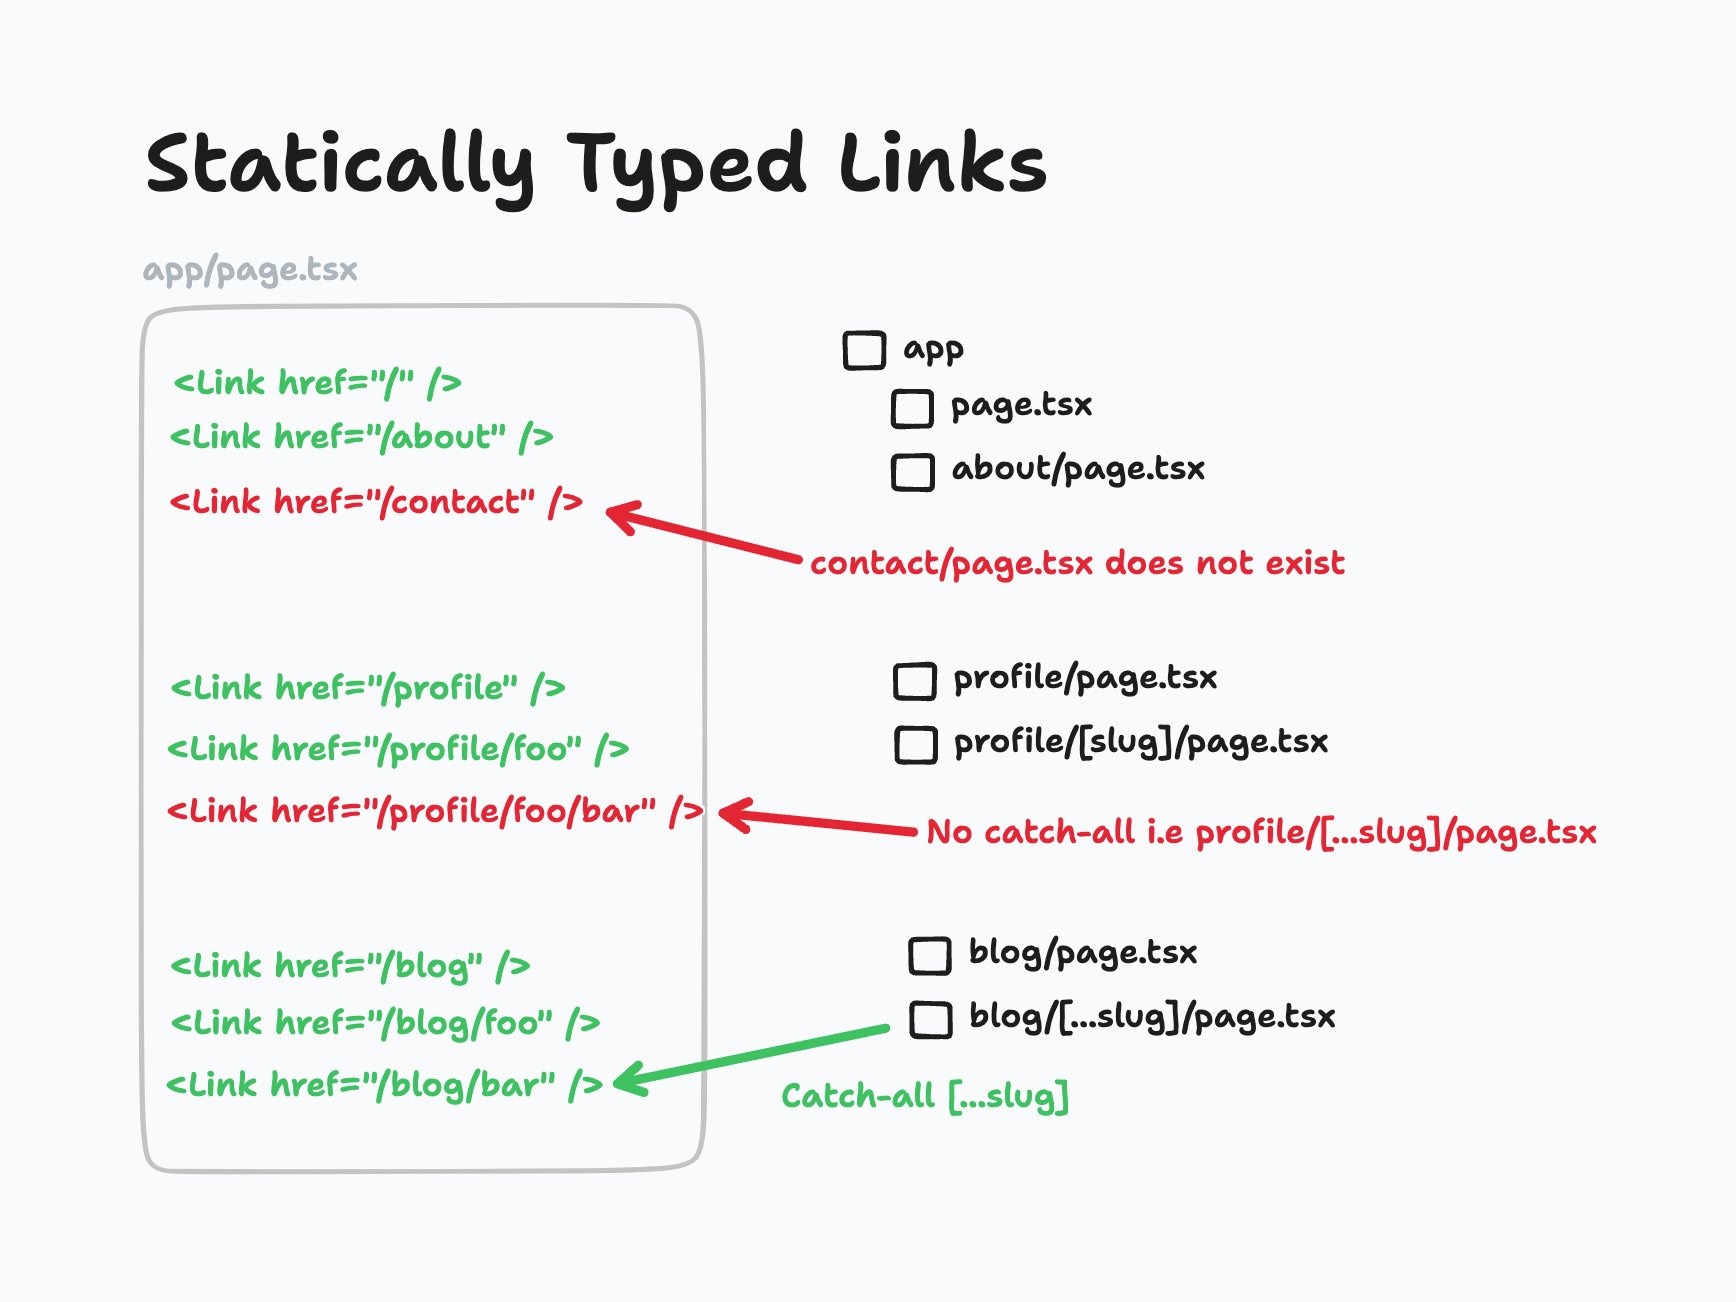 Statically Typed Links
app/page.tsx
<Link href="/" />
<Link href="/about" />
<Link href="/contact" />
<Link href="/profile" />
<Link href="/profile/foo" />
<Link href="/profile/foo/bar" />
<Link href="/blog" />
<Link href="/blog/foo" />
<Link href="/blog/bar" />
app
page.tsx
about/page.tsx
contact/page.tsx does not exist
profile/page.tsx
profile/[slug]/page.tsx
No catch-all i.e profile/[...slug]/page.tsx
blog/page.tsx
blog/[...slug]/page.tsx
Catch-all [...slug]